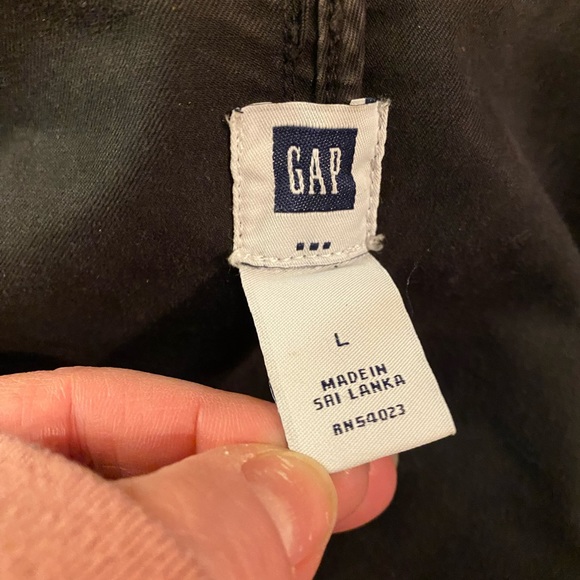 GAP
L
MADE IN
SRI LANKA
RN54023